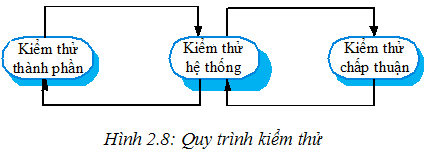 Kiểm thử
thành phần
Kiểm thử
hệ thống
Kiểm thử
chấp thuận
Hình 2.8: Quy trình kiểm thử